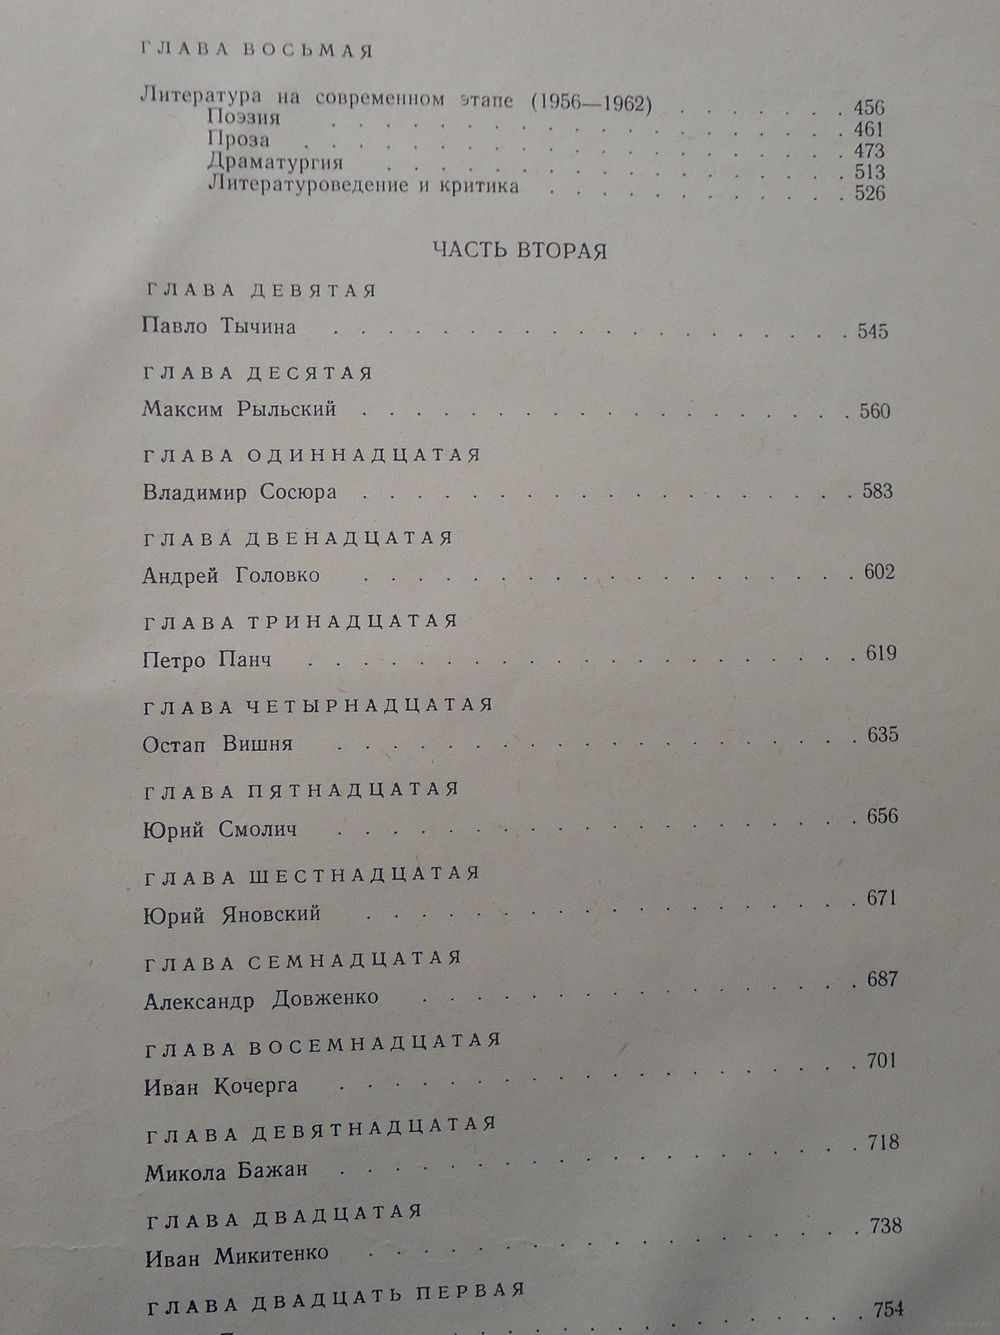 ГЛАВА ВОСЬМАЯ
Литература на современном этапе (1956—1962) . . . . . . . 456
Поэзия . . . . . . . . . . . . . . . . . . . 461
Проза . . . . . . . . . . . . . . . . . . . . 473
Драматургия . . . . . . . . . . . . . . . . . 513
Литературоведение и критика . . . . . . . . . . . 526
ЧАСТЬ ВТОРАЯ
ГЛАВА ДЕВЯТАЯ
Павло Тычина . . . . . . . . . . . . . . . . . . . 545
ГЛАВА ДЕСЯТАЯ
Максим Рыльский . . . . . . . . . . . . . . . . . . 560
ГЛАВА ОДИННАДЦАТАЯ
Владимир Сосюра . . . . . . . . . . . . . . . . . . 583
ГЛАВА ДВЕНАДЦАТАЯ
Андрей Головко . . . . . . . . . . . . . . . . . . 602
ГЛАВА ТРИНАДЦАТАЯ
Петро Панч . . . . . . . . . . . . . . . . . . . . 619
ГЛАВА ЧЕТЫРНАДЦАТАЯ
Остап Вишня . . . . . . . . . . . . . . . . . . . 635
ГЛАВА ПЯТНАДЦАТАЯ
Юрий Смолич . . . . . . . . . . . . . . . . . . . 656
ГЛАВА ШЕСТНАДЦАТАЯ
Юрий Яновский . . . . . . . . . . . . . . . . . . 671
ГЛАВА СЕМНАДЦАТАЯ
Александр Довженко . . . . . . . . . . . . . . . . 687
ГЛАВА ВОСЕМНАДЦАТАЯ
Иван Кочерга . . . . . . . . . . . . . . . . . . . 701
ГЛАВА ДЕВЯТНАДЦАТАЯ
Микола Бажан . . . . . . . . . . . . . . . . . . . 718
ГЛАВА ДВАДЦАТАЯ
Иван Микитенко . . . . . . . . . . . . . . . . . . 738
ГЛАВА ДВАДЦАТЬ ПЕРВАЯ
754